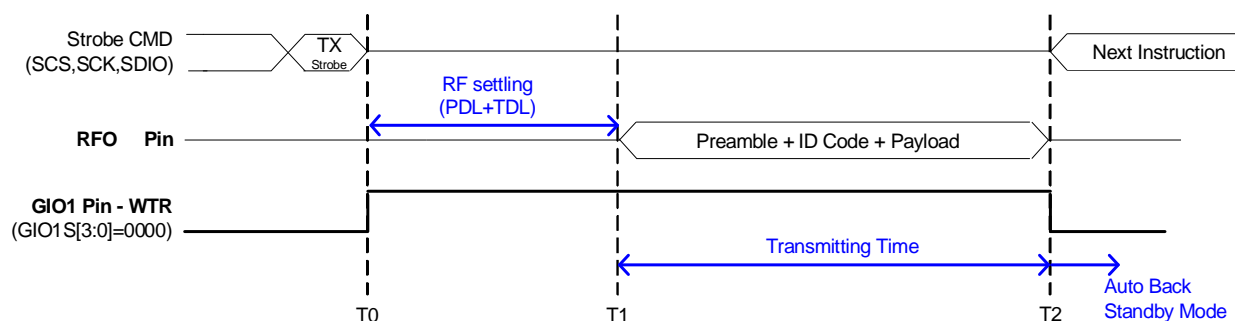 Strobe CMD
(SCS,SCK,SDIO)
TX
Strobe
Next Instruction
RF settling
(PDL+TDL)
RFO Pin
Preamble + ID Code + Payload
GIO1 Pin - WTR
(GIO1S[3:0]=0000)
Transmitting Time
Auto Back
Standby Mode
T0
T1
T2